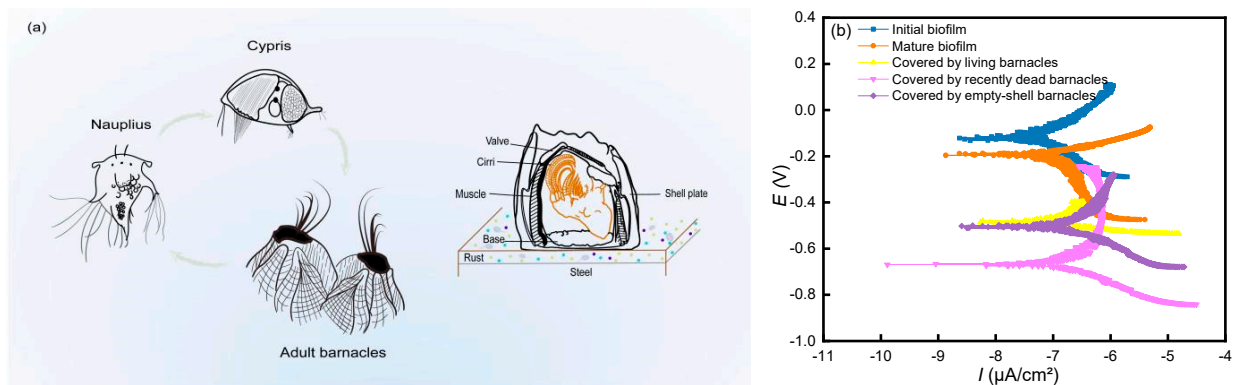 (a)
Cypris
Nauplius
Valve
Cirri
Muscle
Shell plate
Base
Rust
Steel
Adult barnacles
(b)
Initial biofilm
Mature biofilm
Covered by living barnacles
Covered by recently dead barnacles
Covered by empty-shell barnacles
E (V)
0.4
0.2
0.0
-0.2
-0.4
-0.6
-0.8
-1.0
-11 -10 -9 -8 -7 -6 -5 -4
I (μA/cm²)